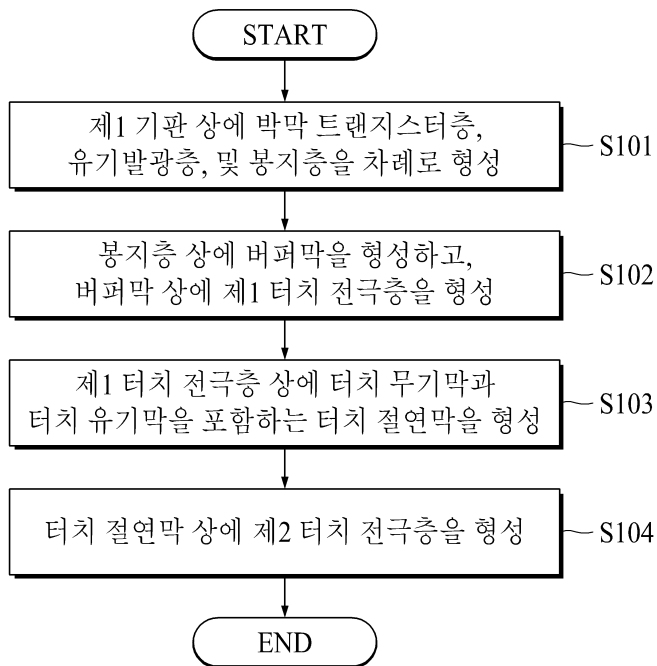 START
제1 기판 상에 박막 트랜지스터층,
유기발광층, 및 봉지층을 차례로 형성
S101
봉지층 상에 버퍼막을 형성하고,
버퍼막 상에 제1 터치 전극층을 형성
S102
제1 터치 전극층 상에 터치 무기막과
터치 유기막을 포함하는 터치 절연막을 형성
S103
터치 절연막 상에 제2 터치 전극층을 형성
S104
END